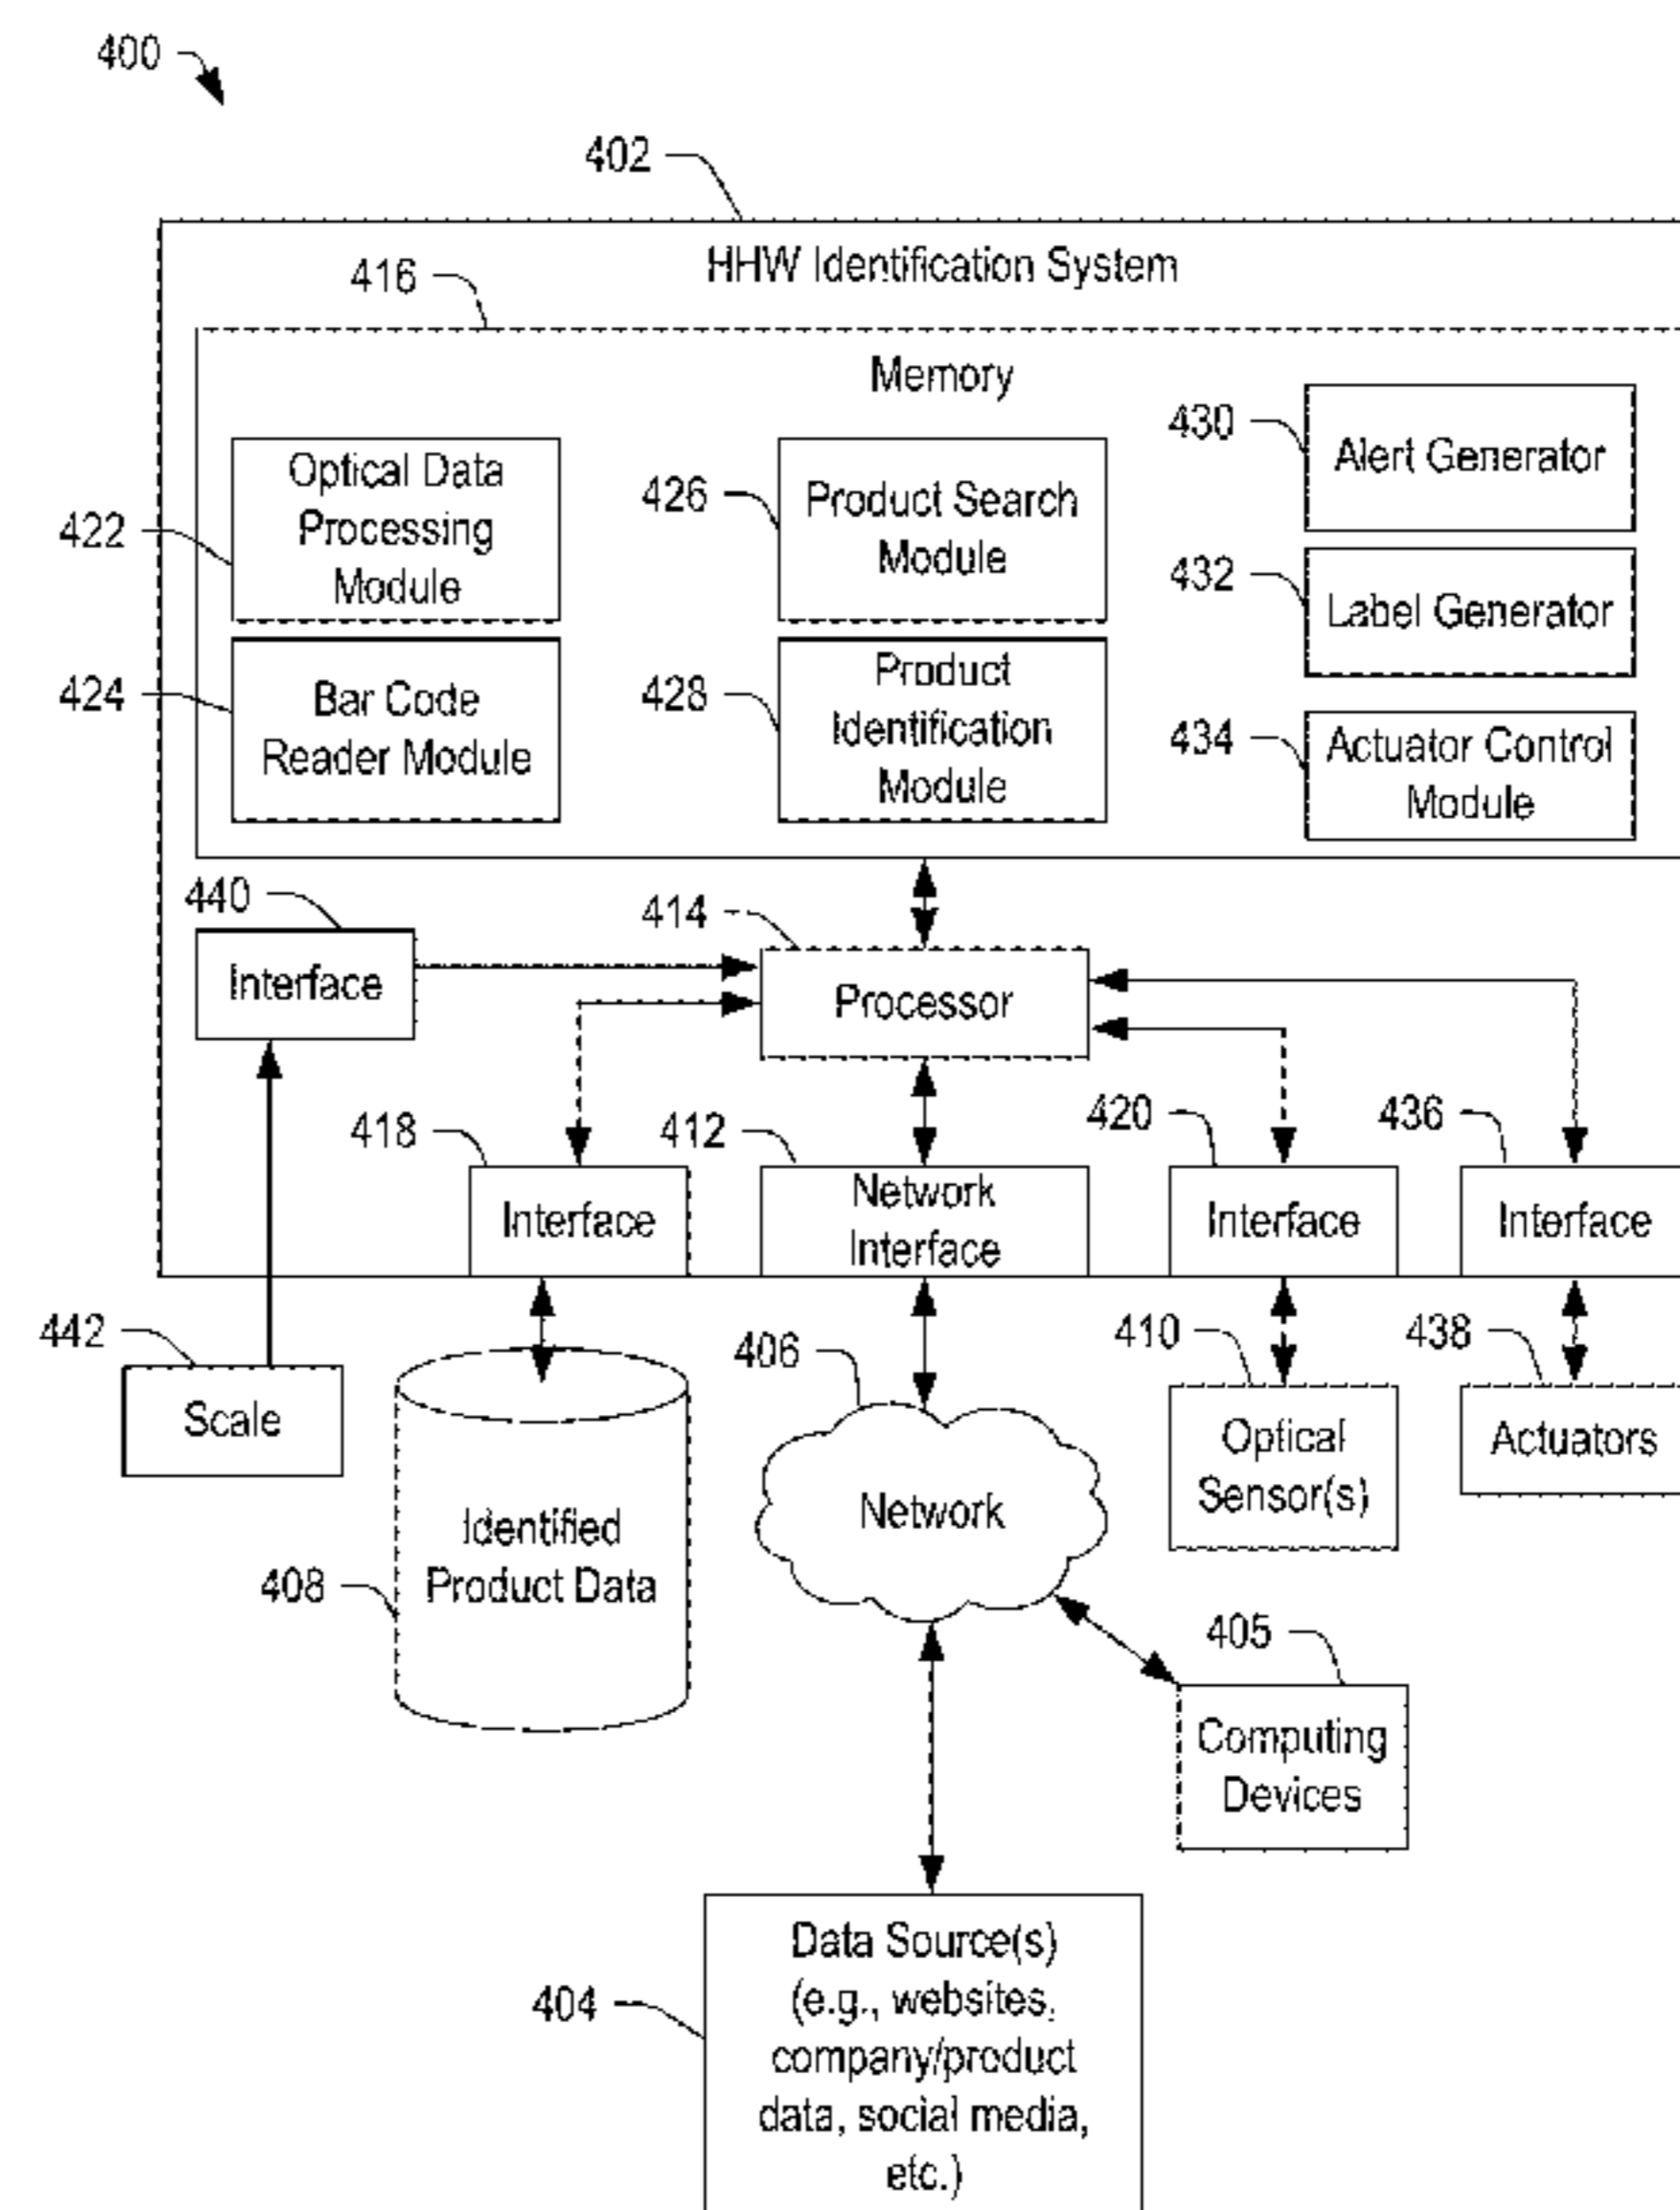 400
402
HHW Identification System
416
Memory
430
Alert Generator
422
Optical Data
Processing
Module
426
Product Search
Module
432
Label Generator
424
Bar Code
Reader Module
428
Product
Identification
Module
434
Actuator Control
Module
440
Interface
414
Processor
418
Interface
412
Network
Interface
420
Interface
436
Interface
442
Scale
408
Identified
Product Data
406
Network
410
Optical
Sensor(s)
438
Actuators
405
Computing
Devices
404
Data Source(s)
(e.g., websites,
company/product
data, social media,
etc.)